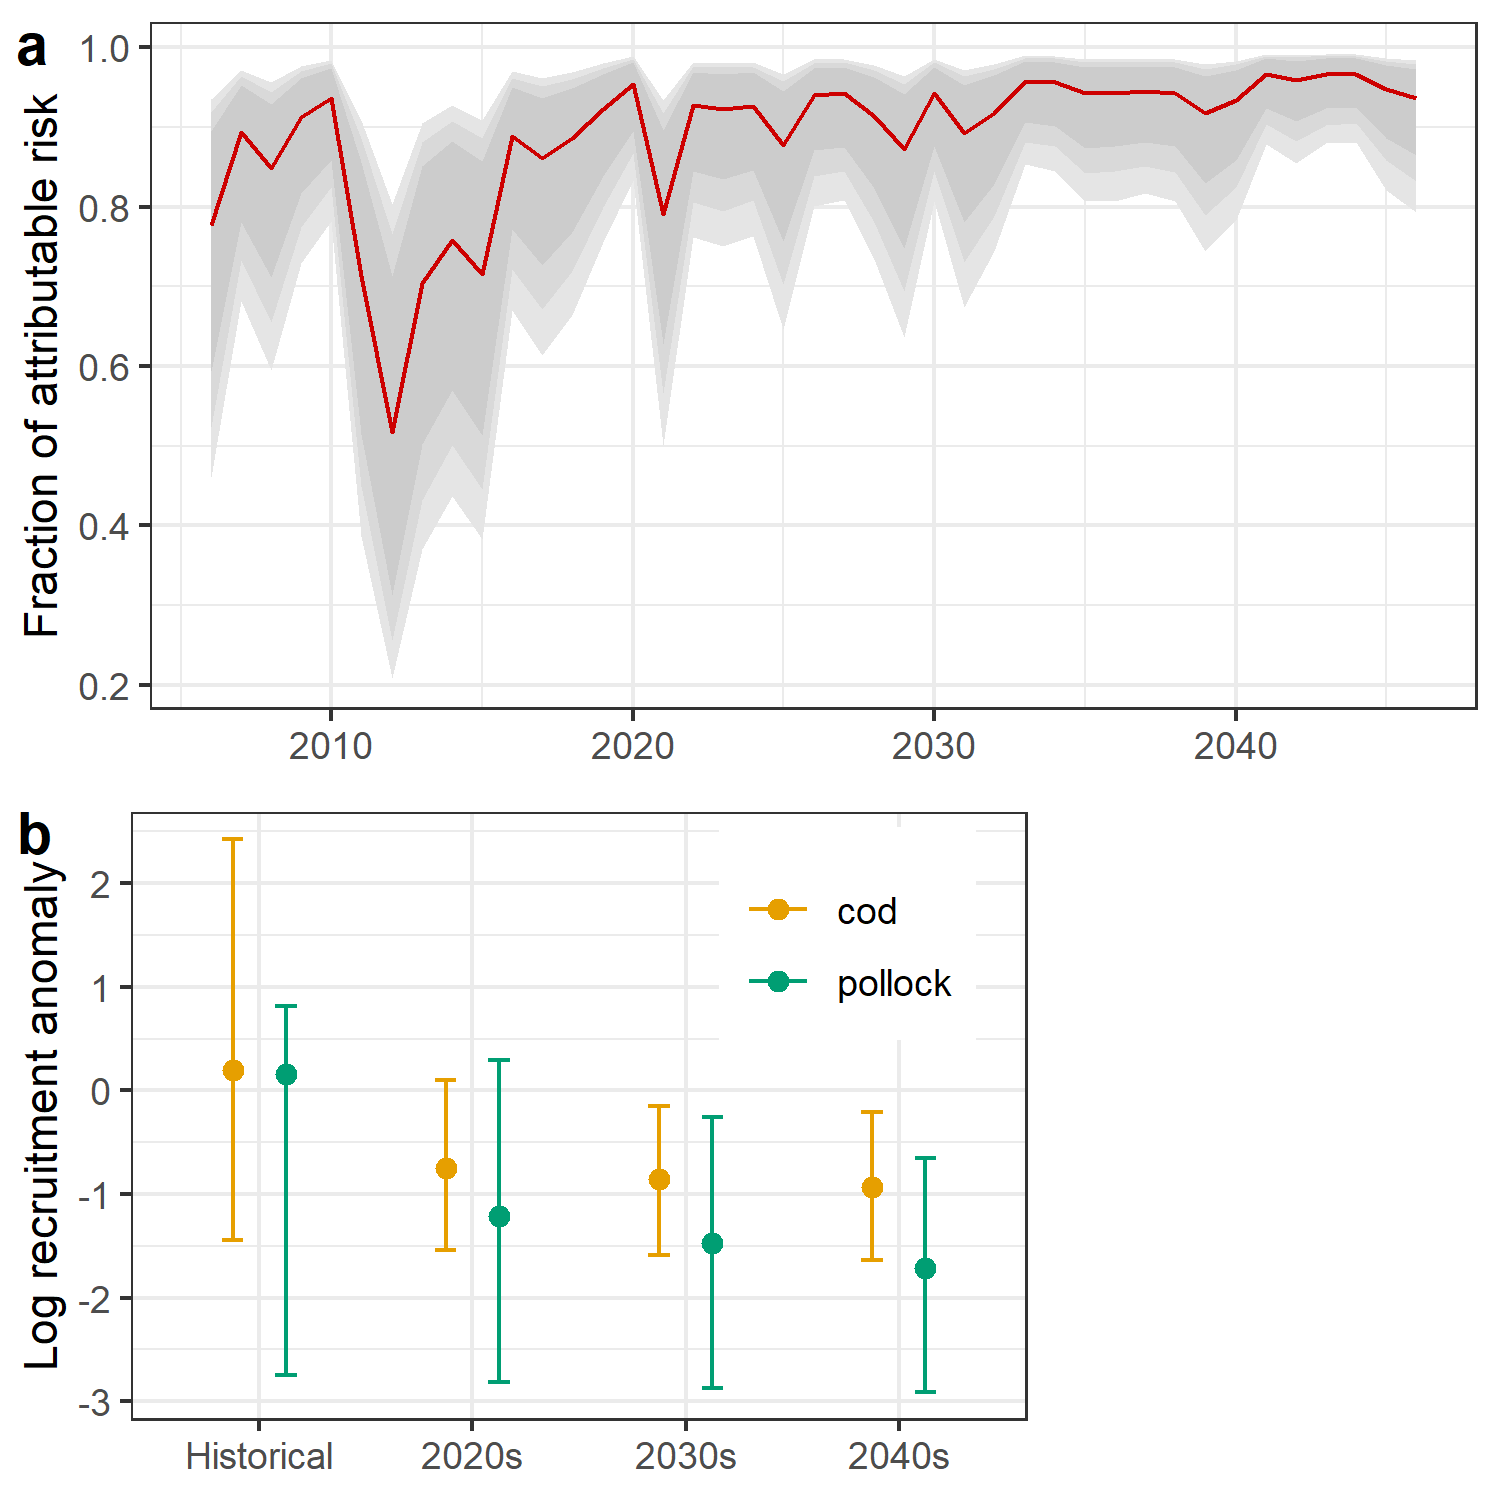 a
Fraction of attributable risk
1.0
0.8
0.6
0.4
0.2
2010 2020 2030 2040
b
Log recruitment anomaly
2
1
0
-1
-2
-3
cod
pollock
Historical 2020s 2030s 2040s